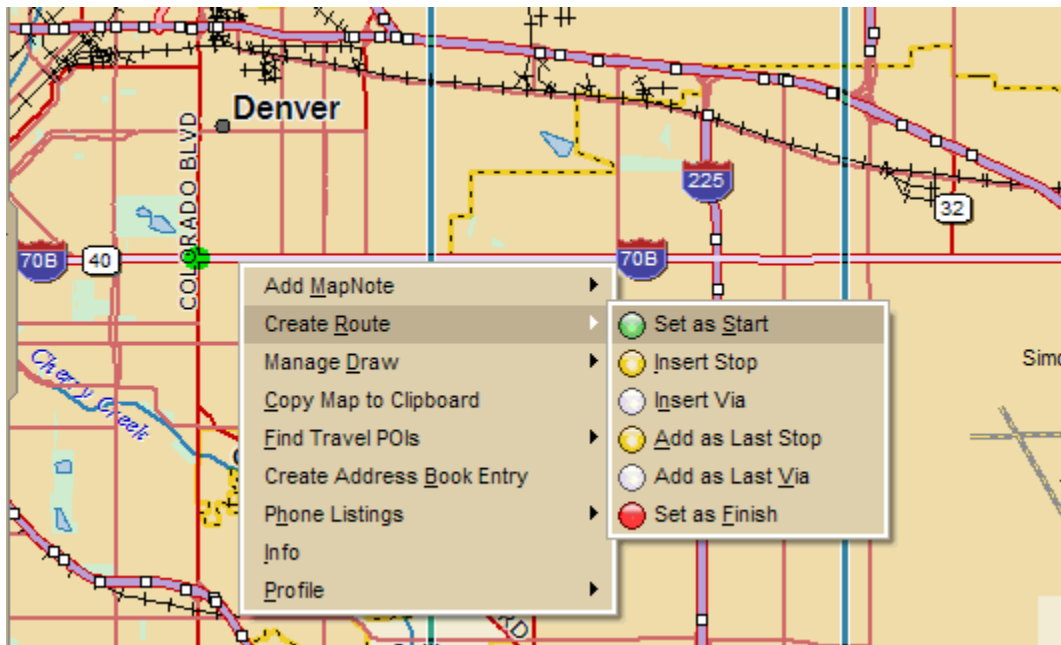 Denver
COLORADO BLVD
225
32
70B
40
70B
Cherry Creek
Add MapNote
Create Route
Manage Draw
Copy Map to Clipboard
Find Travel POIs
Create Address Book Entry
Phone Listings
Info
Profile
Set as Start
Insert Stop
Insert Via
Add as Last Stop
Add as Last Via
Set as Finish
RD